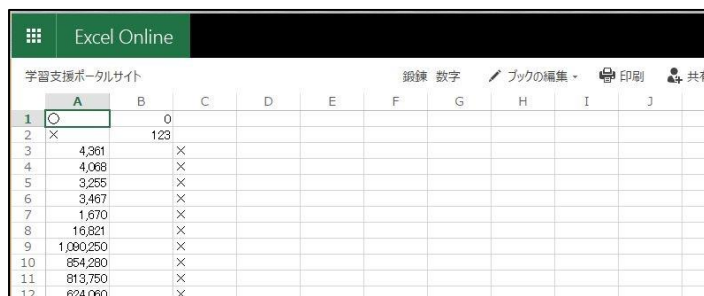 Excel Online
学習支援ポータルサイト 鍛錬 数字 ブックの編集 印刷 共有
A B C D E F G H I J
1 〇 0
2 × 123
3 4,361 ×
4 4,068 ×
5 3,255 ×
6 3,467 ×
7 1,670 ×
8 16,821 ×
9 1,090,250 ×
10 854,280 ×
11 813,750 ×
12 624,060 ×